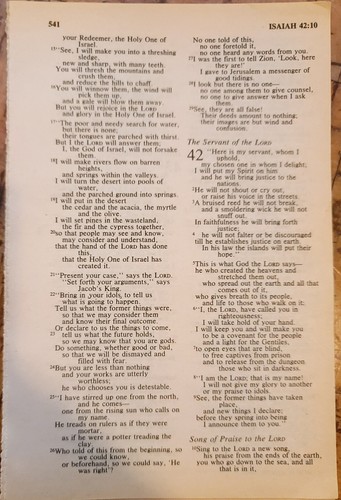 541
ISAIAH 42:10
your Redeemer, the Holy One of
Israel.
15"See, I will make you into a threshing
sledge,
new and sharp, with many teeth.
You will thresh the mountains and
crush them,
and reduce the hills to chaff.
16You will winnow them, the wind will
pick them up,
and a gale will blow them away.
But you will rejoice in the LORD
and glory in the Holy One of Israel.
17"The poor and needy search for water,
but there is none;
their tongues are parched with thirst.
But I the LORD will answer them;
I, the God of Israel, will not forsake
them.
18I will make rivers flow on barren
heights,
and springs within the valleys.
I will turn the desert into pools of
water,
and the parched ground into springs.
19I will put in the desert
the cedar and the acacia, the myrtle
and the olive.
I will set pines in the wasteland,
the fir and the cypress together,
20so that people may see and know,
may consider and understand,
that the hand of the LORD has done
this,
that the Holy One of Israel has
created it.
21"Present your case," says the LORD.
"Set forth your arguments," says
Jacob's King.
22"Bring in your idols to tell us
what is going to happen.
Tell us what the former things were,
so that we may consider them
and know their final outcome.
Or declare to us the things to come,
23 tell us what the future holds,
so we may know that you are gods.
Do something, whether good or bad,
so that we will be dismayed and
filled with fear.
24But you are less than nothing
and your works are utterly
worthless;
he who chooses you is detestable.
25"I have stirred up one from the north,
and he comes—
one from the rising sun who calls
on my name.
He treads on rulers as if they were
mortar,
as if he were a potter treading the
clay.
26Who told of this from the beginning, so
we could know,
or beforehand, so we could say, 'He
was right'?
No one told of this,
no one foretold it,
no one heard any words from you.
27I was the first to tell Zion, 'Look, here
they are!'
I gave to Jerusalem a messenger of
good tidings.
28I look but there is no one—
no one among them to give counsel,
no one to give answer when I ask
them.
29See, they are all false!
Their deeds amount to nothing;
their images are but wind and
confusion.
The Servant of the LORD
42 "Here is my servant, whom I
uphold,
my chosen one in whom I delight;
I will put my Spirit on him
and he will bring justice to the
nations.
2He will not shout or cry out,
or raise his voice in the streets.
3A bruised reed he will not break,
and a smoldering wick he will not
snuff out.
In faithfulness he will bring forth
justice;
4 he will not falter or be discouraged
till he establishes justice on earth.
In his law the islands will put their
hope."
5This is what God the LORD says—
he who created the heavens and
stretched them out,
who spread out the earth and all that
comes out of it,
who gives breath to its people,
and life to those who walk on it:
6"I, the LORD, have called you in
righteousness;
I will take hold of your hand.
I will keep you and will make you
to be a covenant for the people
and a light for the Gentiles,
7to open eyes that are blind,
to free captives from prison
and to release from the dungeon
those who sit in darkness.
8"I am the LORD; that is my name!
I will not give my glory to another
or my praise to idols.
9See, the former things have taken
place,
and new things I declare;
before they spring into being
I announce them to you."
Song of Praise to the LORD
10Sing to the LORD a new song,
his praise from the ends of the earth,
you who go down to the sea, and all
that is in it,